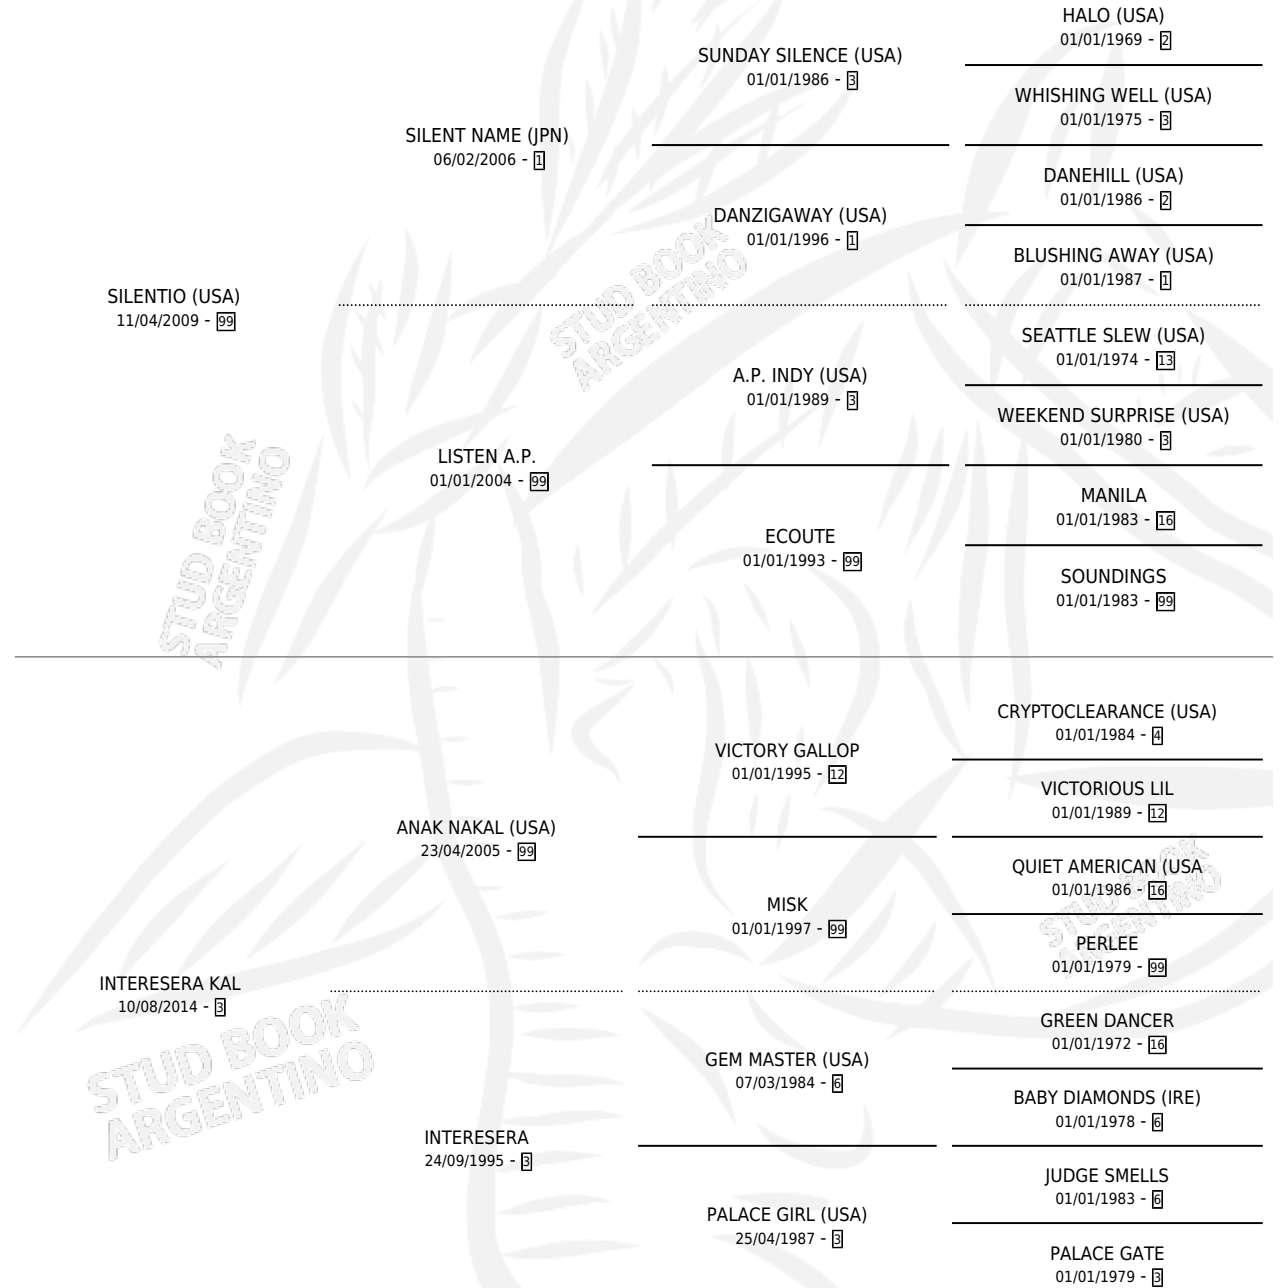 HALO (USA)
01/01/1969 - 2
SUNDAY SILENCE (USA)
01/01/1986 - 3
WHISHING WELL (USA)
01/01/1975 - 3
SILENT NAME (JPN)
06/02/2006 - 1
DANEHILL (USA)
01/01/1986 - 2
DANZIGAWAY (USA)
01/01/1996 - 1
BLUSHING AWAY (USA)
01/01/1987 - 1
SILENTIO (USA)
11/04/2009 - 99
STUD BOOK
ARGENTINO
SEATTLE SLEW (USA)
01/01/1974 - 13
A.P. INDY (USA)
01/01/1989 - 3
WEEKEND SURPRISE (USA)
01/01/1980 - 3
LISTEN A.P.
01/01/2004 - 99
MANILA
01/01/1983 - 16
ECOUTE
01/01/1993 - 99
SOUNDINGS
01/01/1983 - 99
STUD BOOK
ARGENTINO
CRYPTOCLEARANCE (USA)
01/01/1984 - 4
VICTORY GALLOP
01/01/1995 - 12
VICTORIOUS LIL
01/01/1989 - 12
ANAK NAKAL (USA)
23/04/2005 - 99
QUIET AMERICAN (USA
01/01/1986 - 16
MISK
01/01/1997 - 99
PERLEE
01/01/1979 - 99
STUD BOOK
ARGENTINO
INTERESERA KAL
10/08/2014 - 3
GREEN DANCER
01/01/1972 - 16
GEM MASTER (USA)
07/03/1984 - 6
BABY DIAMONDS (IRE)
01/01/1978 - 6
STUD BOOK
ARGENTINO
INTERESERA
24/09/1995 - 3
JUDGE SMELLS
01/01/1983 - 6
PALACE GIRL (USA)
25/04/1987 - 3
PALACE GATE
01/01/1979 - 3